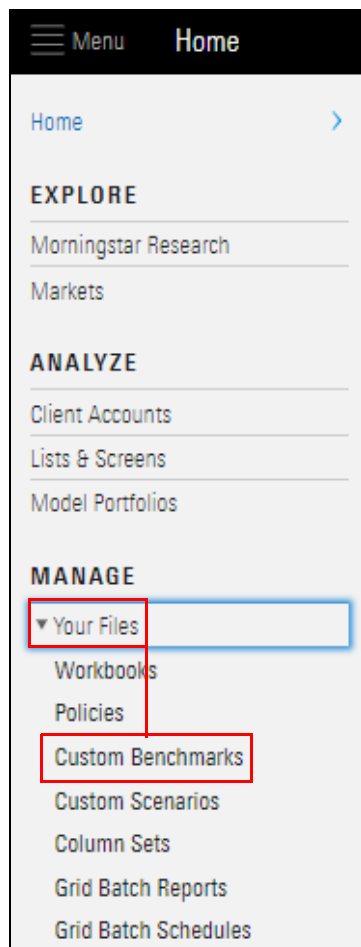 Menu Home
Home
EXPLORE
Morningstar Research
Markets
ANALYZE
Client Accounts
Lists & Screens
Model Portfolios
MANAGE
Your Files
Workbooks
Policies
Custom Benchmarks
Custom Scenarios
Column Sets
Grid Batch Reports
Grid Batch Schedules